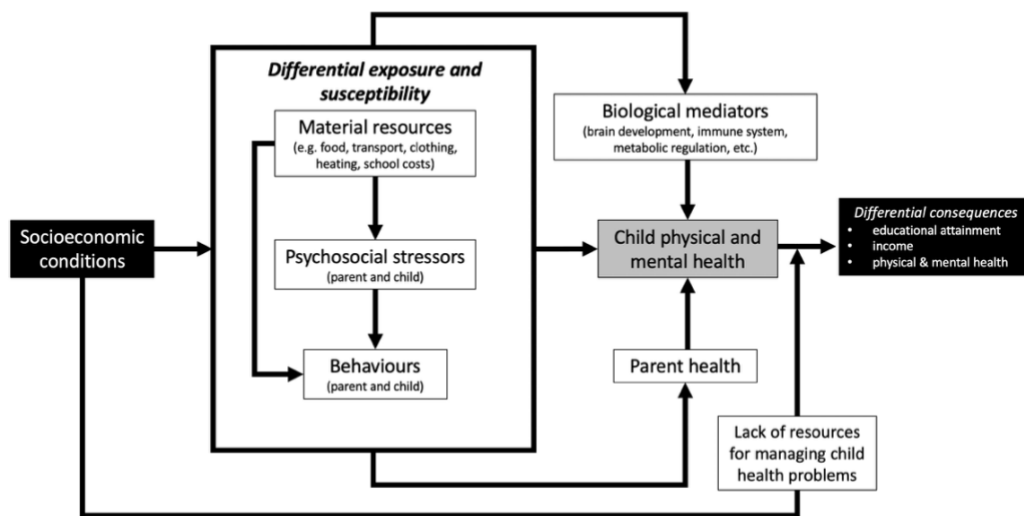 Differential exposure and
susceptibility
Material resources
(e.g. food, transport, clothing,
heating, school costs)
Psychosocial stressors
(parent and child)
Behaviours
(parent and child)
Socioeconomic
conditions
Biological mediators
(brain development, immune system,
metabolic regulation, etc.)
Child physical and
mental health
Parent health
Lack of resources
for managing child
health problems
Differential consequences
• educational attainment
• income
• physical & mental health